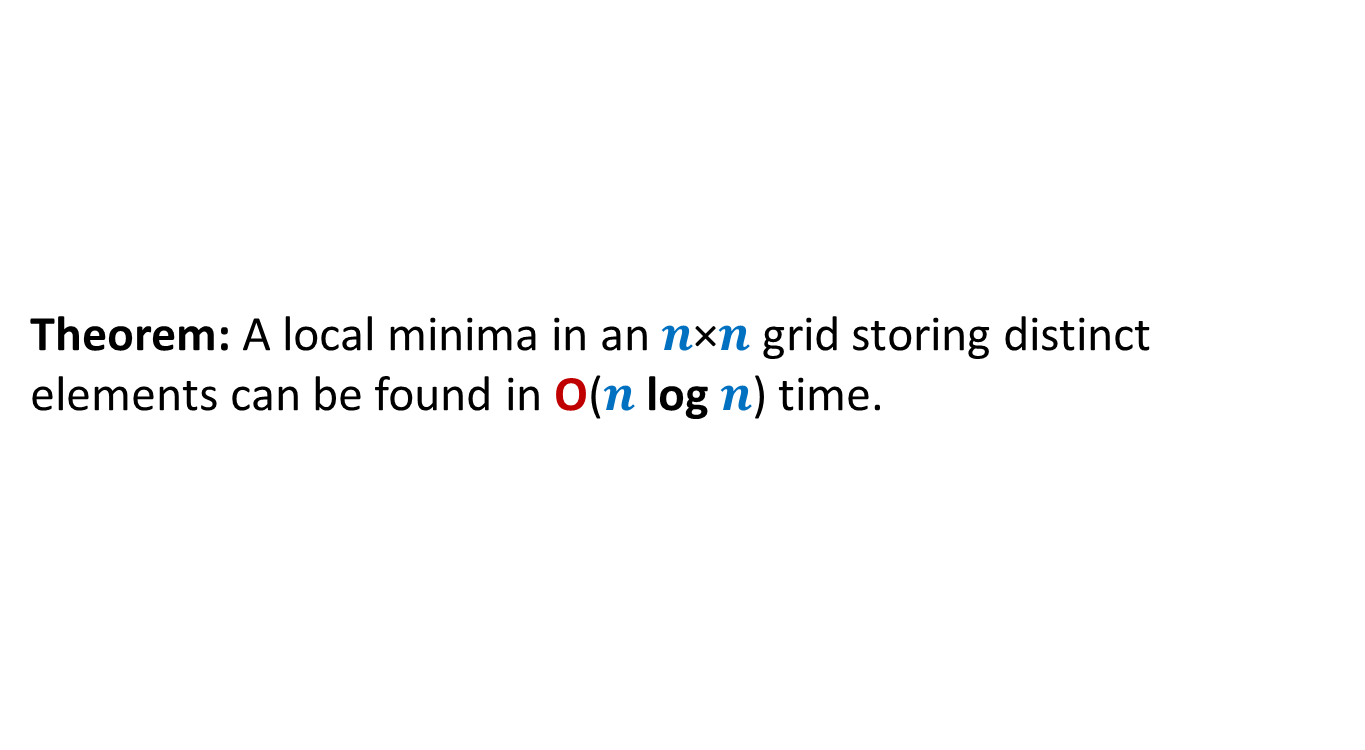 Theorem: A local minima in an n×n grid storing distinct
elements can be found in O(n log n) time.